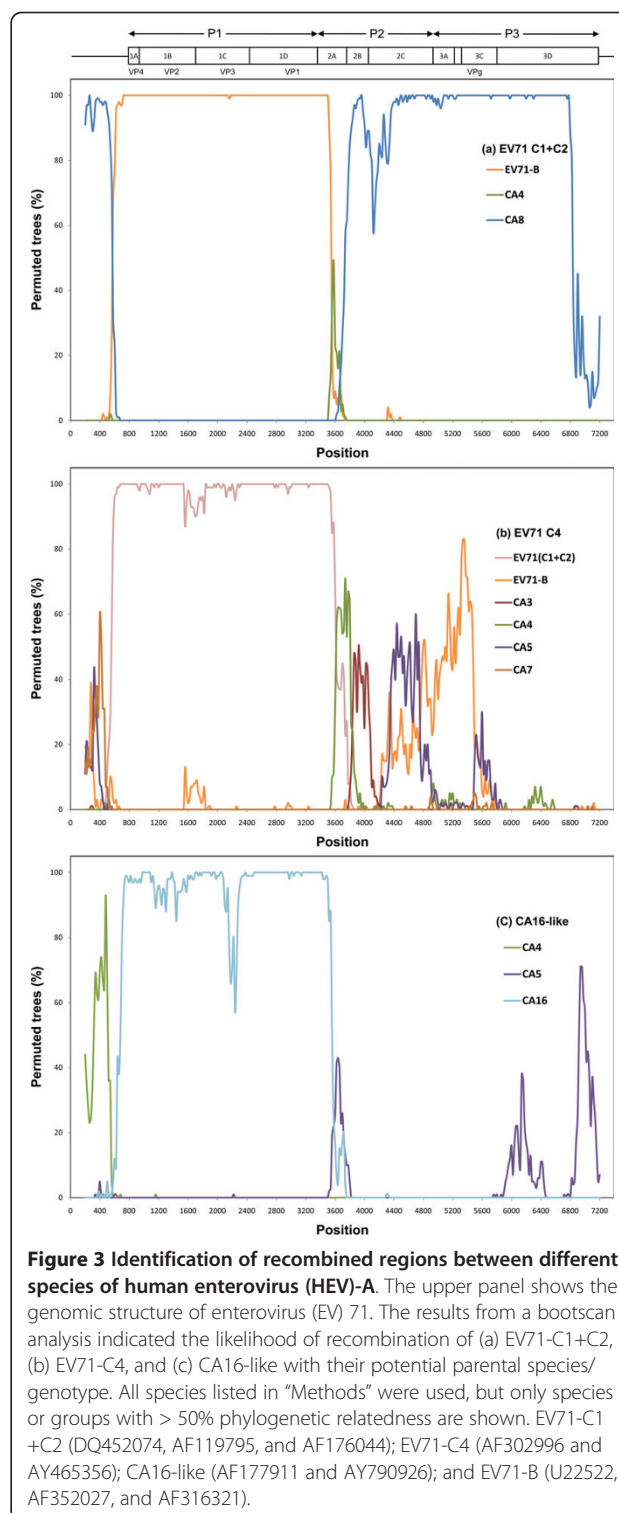 P1 P2 P3
1A 1B 1C 1D 2A 2B 2C 3A 3C 3D
VP4 VP2 VP3 VP1 VPg
Permuted trees (%)
100
80
60
40
20
0
(a) EV71 C1+C2
EV71-B
CA4
CA8
0 400 800 1200 1600 2000 2400 2800 3200 3600 4000 4400 4800 5200 5600 6000 6400 6800 7200
Position
Permuted trees (%)
100
80
60
40
20
0
(b) EV71 C4
EV71(C1+C2)
EV71-B
CA3
CA4
CA5
CA7
0 400 800 1200 1600 2000 2400 2800 3200 3600 4000 4400 4800 5200 5600 6000 6400 6800 7200
Position
Permuted trees (%)
100
80
60
40
20
0
(C) CA16-like
CA4
CA5
CA16
0 400 800 1200 1600 2000 2400 2800 3200 3600 4000 4400 4800 5200 5600 6000 6400 6800 7200
Position
Figure 3 Identification of recombined regions between different
species of human enterovirus (HEV)-A. The upper panel shows the
genomic structure of enterovirus (EV) 71. The results from a bootscan
analysis indicated the likelihood of recombination of (a) EV71-C1+C2,
(b) EV71-C4, and (c) CA16-like with their potential parental species/
genotype. All species listed in “Methods” were used, but only species
or groups with > 50% phylogenetic relatedness are shown. EV71-C1
+C2 (DQ452074, AF119795, and AF176044); EV71-C4 (AF302996 and
AY465356); CA16-like (AF177911 and AY790926); and EV71-B (U22522,
AF352027, and AF316321).